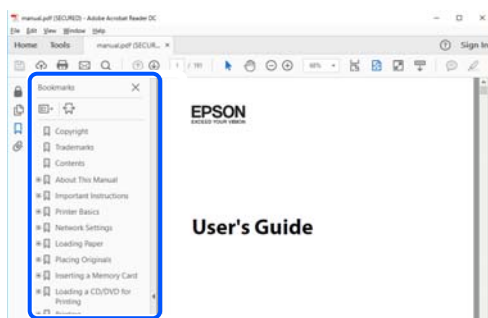 manual.pdf (SECURED) - Adobe Acrobat Reader DC
File Edit View Window Help
Home Tools manual.pdf (SECUR... ×
Sign In
1 / 191
Bookmarks
Copyright
Trademarks
Contents
About This Manual
Important Instructions
Printer Basics
Network Settings
Loading Paper
Placing Originals
Inserting a Memory Card
Loading a CD/DVD for
Printing
Printing
EPSON
EXCEED YOUR VISION
User's Guide